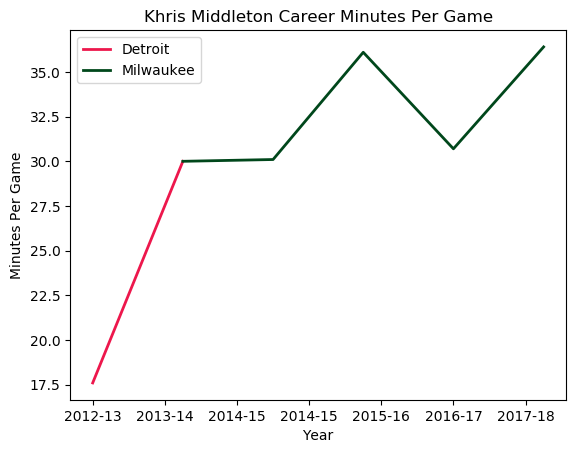 Khris Middleton Career Minutes Per Game
Detroit
Milwaukee
35.0
32.5
30.0
27.5
25.0
22.5
20.0
17.5
Minutes Per Game
2012-13 2013-14 2014-15 2014-15 2015-16 2016-17 2017-18
Year